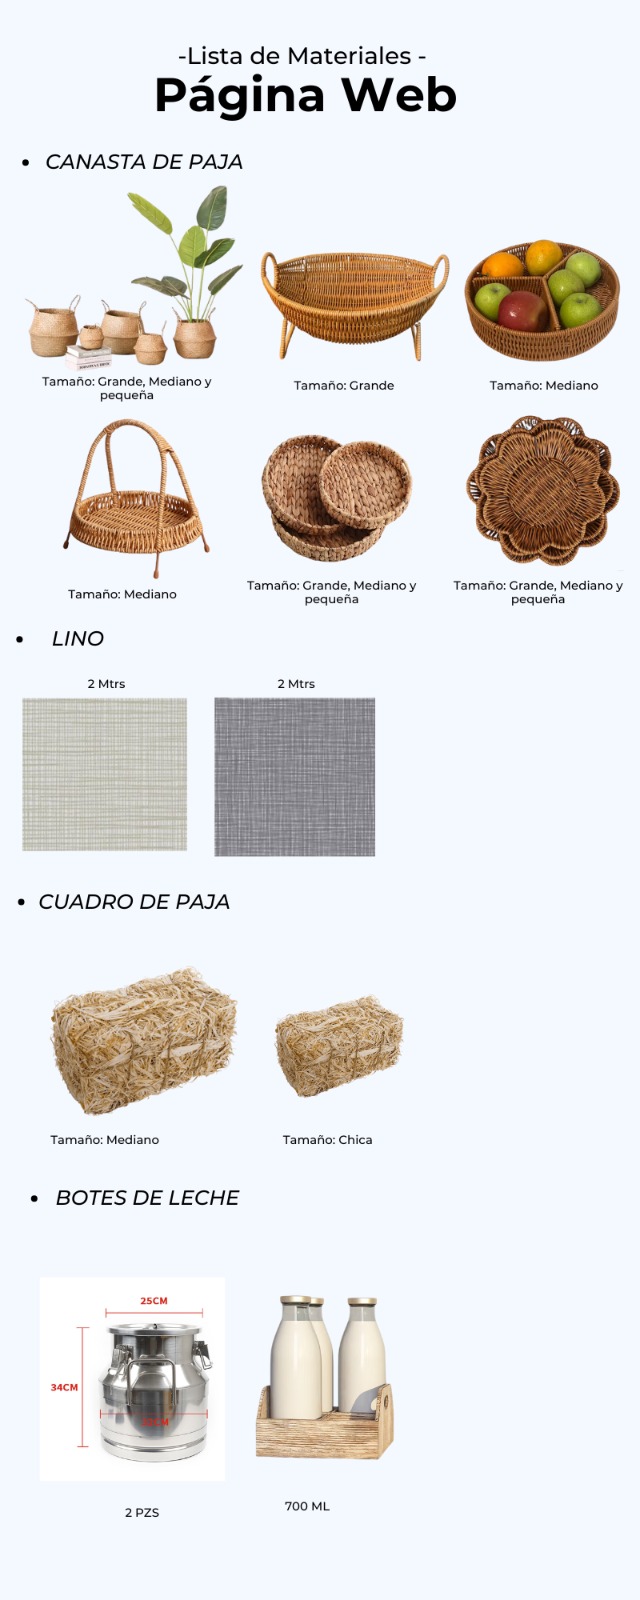 -Lista de Materiales -
Página Web
• CANASTA DE PAJA
Tamaño: Grande, Mediano y
pequeña
Tamaño: Grande
Tamaño: Mediano
Tamaño: Mediano
Tamaño: Grande, Mediano y
pequeña
Tamaño: Grande, Mediano y
pequeña
• LINO
2 Mtrs
2 Mtrs
• CUADRO DE PAJA
Tamaño: Mediano
Tamaño: Chica
• BOTES DE LECHE
25CM
34CM
2 PZS
700 ML